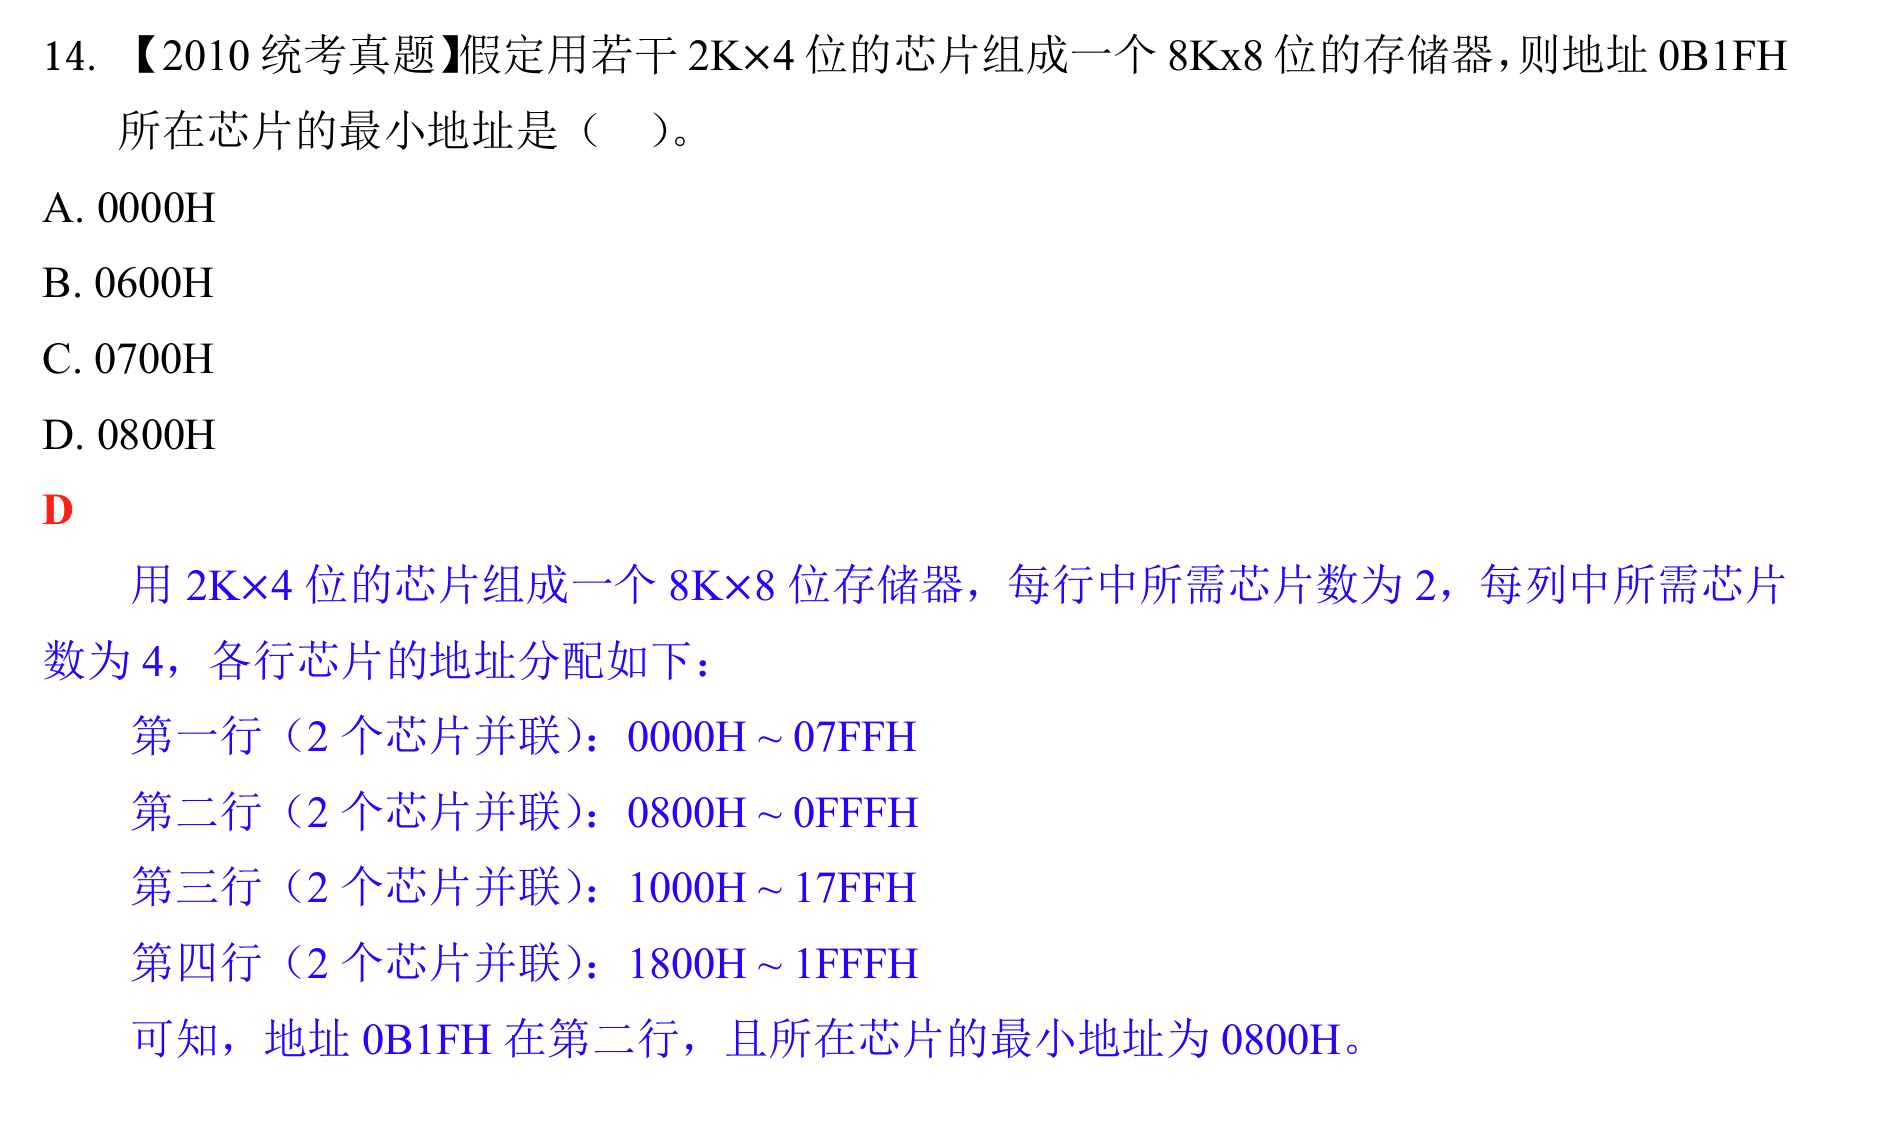 14. 【2010 统考真题】假定用若干 2K×4 位的芯片组成一个 8Kx8 位的存储器，则地址 0B1FH
所在芯片的最小地址是（ ）。
A. 0000H
B. 0600H
C. 0700H
D. 0800H
D
用 2K×4 位的芯片组成一个 8K×8 位存储器，每行中所需芯片数为 2，每列中所需芯片
数为 4，各行芯片的地址分配如下：
第一行（2 个芯片并联）：0000H ~ 07FFH
第二行（2 个芯片并联）：0800H ~ 0FFFH
第三行（2 个芯片并联）：1000H ~ 17FFH
第四行（2 个芯片并联）：1800H ~ 1FFFH
可知，地址 0B1FH 在第二行，且所在芯片的最小地址为 0800H。